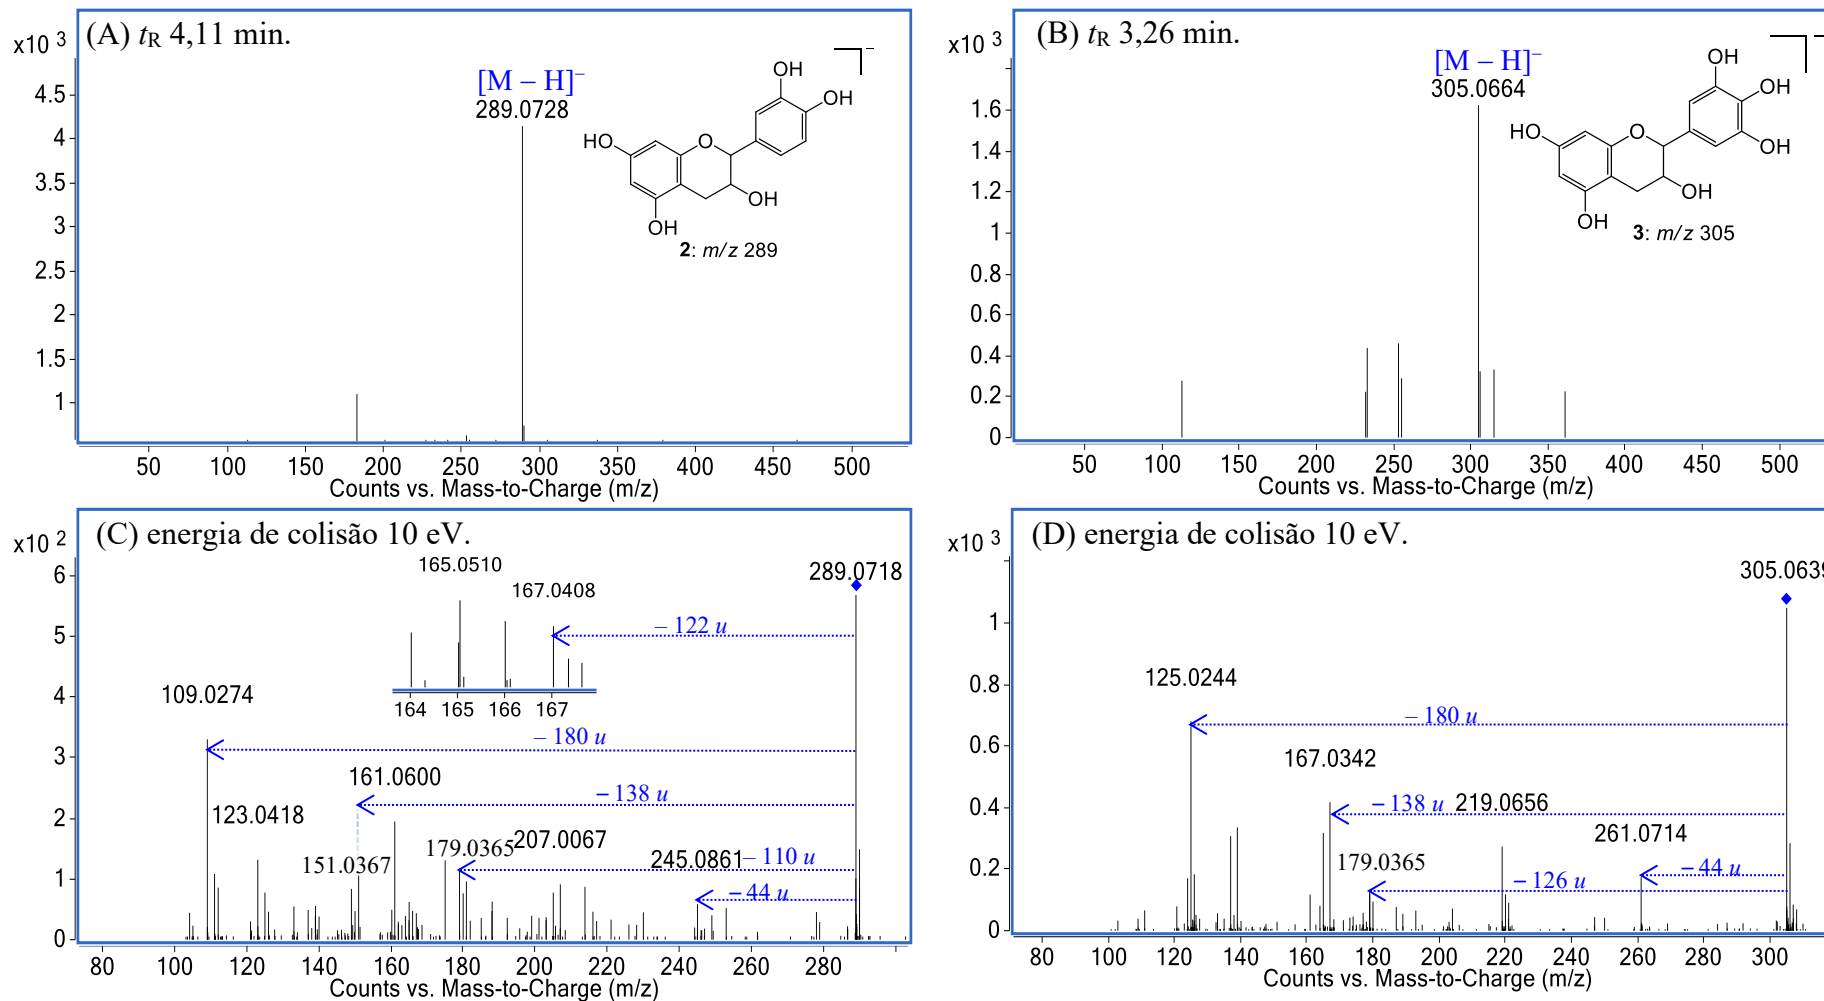 (A) tR 4,11 min.
x10 3
[M – H]–
289.0728
OH
OH
HO
O
OH
OH
2: m/z 289
–
4.5
4
3.5
3
2.5
2
1.5
1
50 100 150 200 250 300 350 400 450 500
Counts vs. Mass-to-Charge (m/z)
(B) tR 3,26 min.
x10 3
[M – H]–
305.0664
OH
OH
OH
HO
O
OH
OH
3: m/z 305
–
1.6
1.4
1.2
1
0.8
0.6
0.4
0.2
0
50 100 150 200 250 300 350 400 450 500
Counts vs. Mass-to-Charge (m/z)
(C) energia de colisão 10 eV.
x10 2
165.0510
167.0408
289.0718
– 122 u
164 165 166 167
109.0274
– 180 u
161.0600
– 138 u
123.0418
151.0367
179.0365
207.0067
245.0861
– 110 u
– 44 u
6
5
4
3
2
1
0
80 100 120 140 160 180 200 220 240 260 280
Counts vs. Mass-to-Charge (m/z)
(D) energia de colisão 10 eV.
x10 3
305.0639
125.0244
– 180 u
167.0342
– 138 u
219.0656
261.0714
179.0365
– 44 u
– 126 u
1
0.8
0.6
0.4
0.2
0
80 100 120 140 160 180 200 220 240 260 280 300
Counts vs. Mass-to-Charge (m/z)